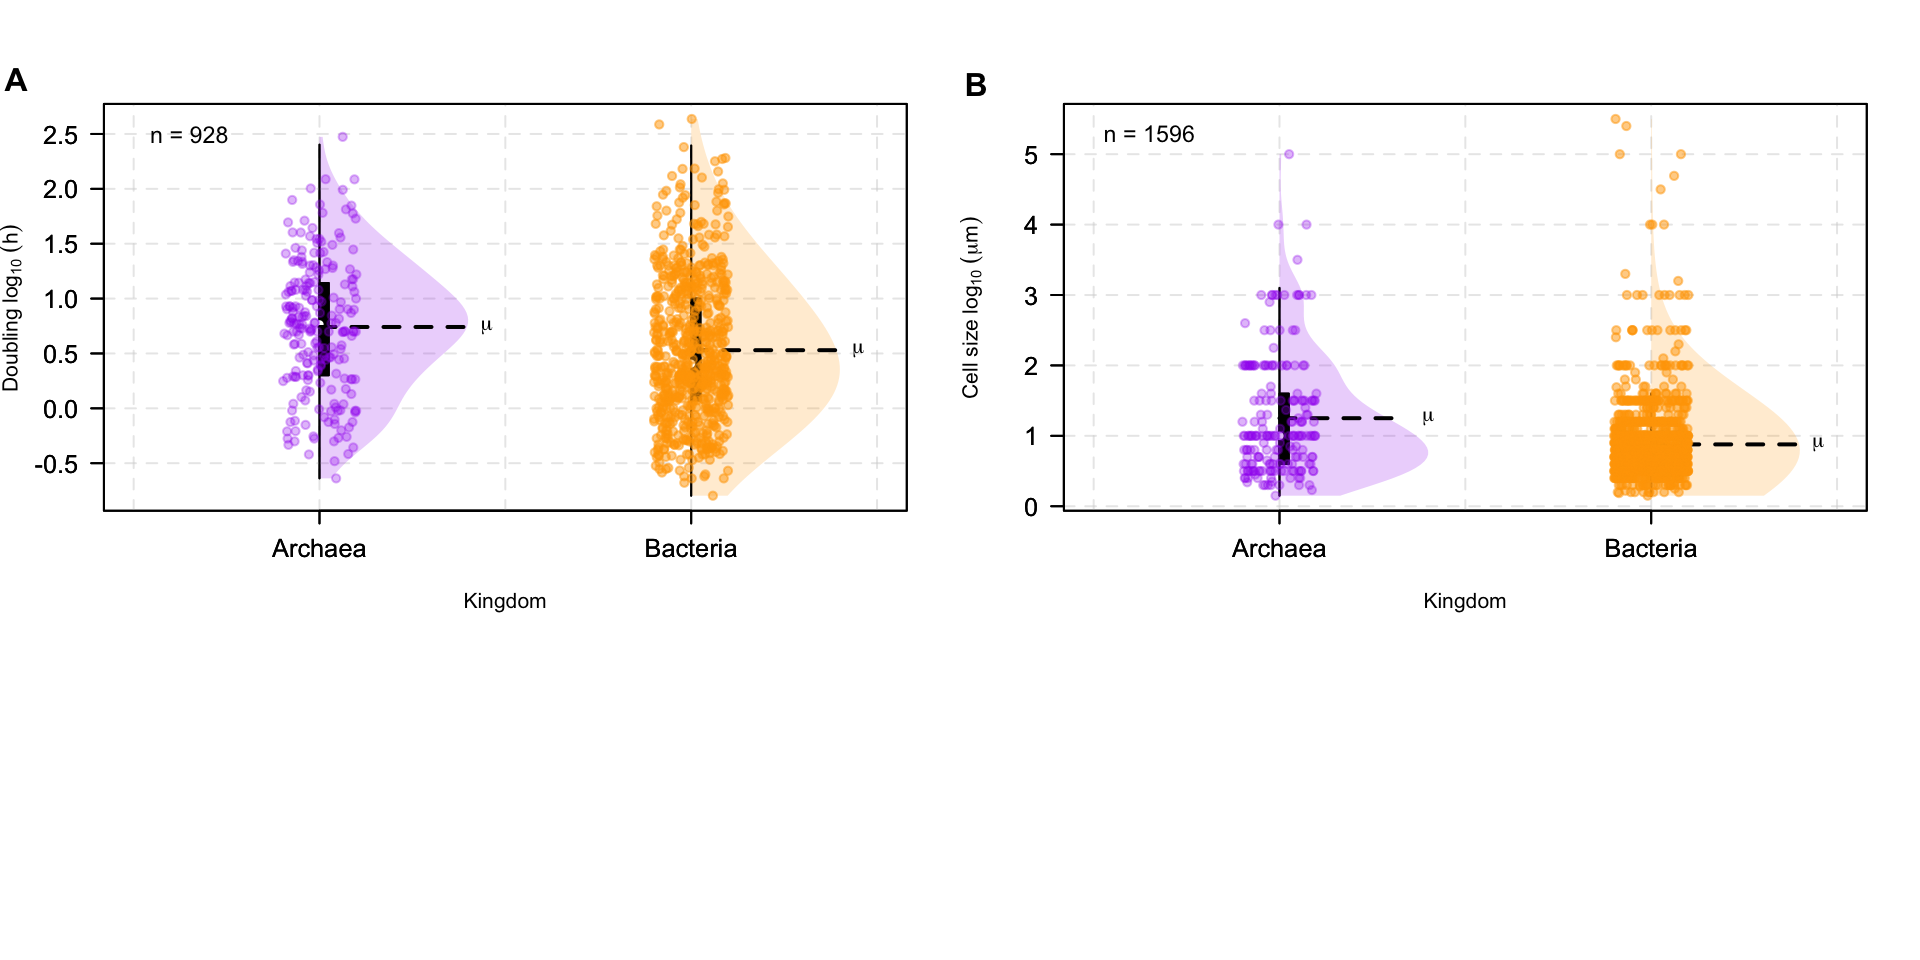 A
n = 928
Doubling log10 (h)
2.5
2.0
1.5
1.0
0.5
0.0
-0.5
μ
μ
Archaea
Bacteria
Kingdom
B
n = 1596
Cell size log10 (μm)
5
4
3
2
1
0
μ
μ
Archaea
Bacteria
Kingdom